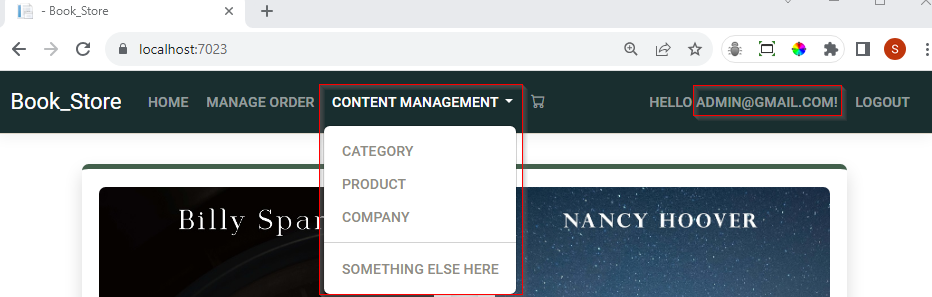 - Book_Store
localhost:7023
S
Book_Store HOME MANAGE ORDER CONTENT MANAGEMENT HELLO ADMIN@GMAIL.COM! LOGOUT
CATEGORY
PRODUCT
COMPANY
SOMETHING ELSE HERE
Billy Spar
NANCY HOOVER